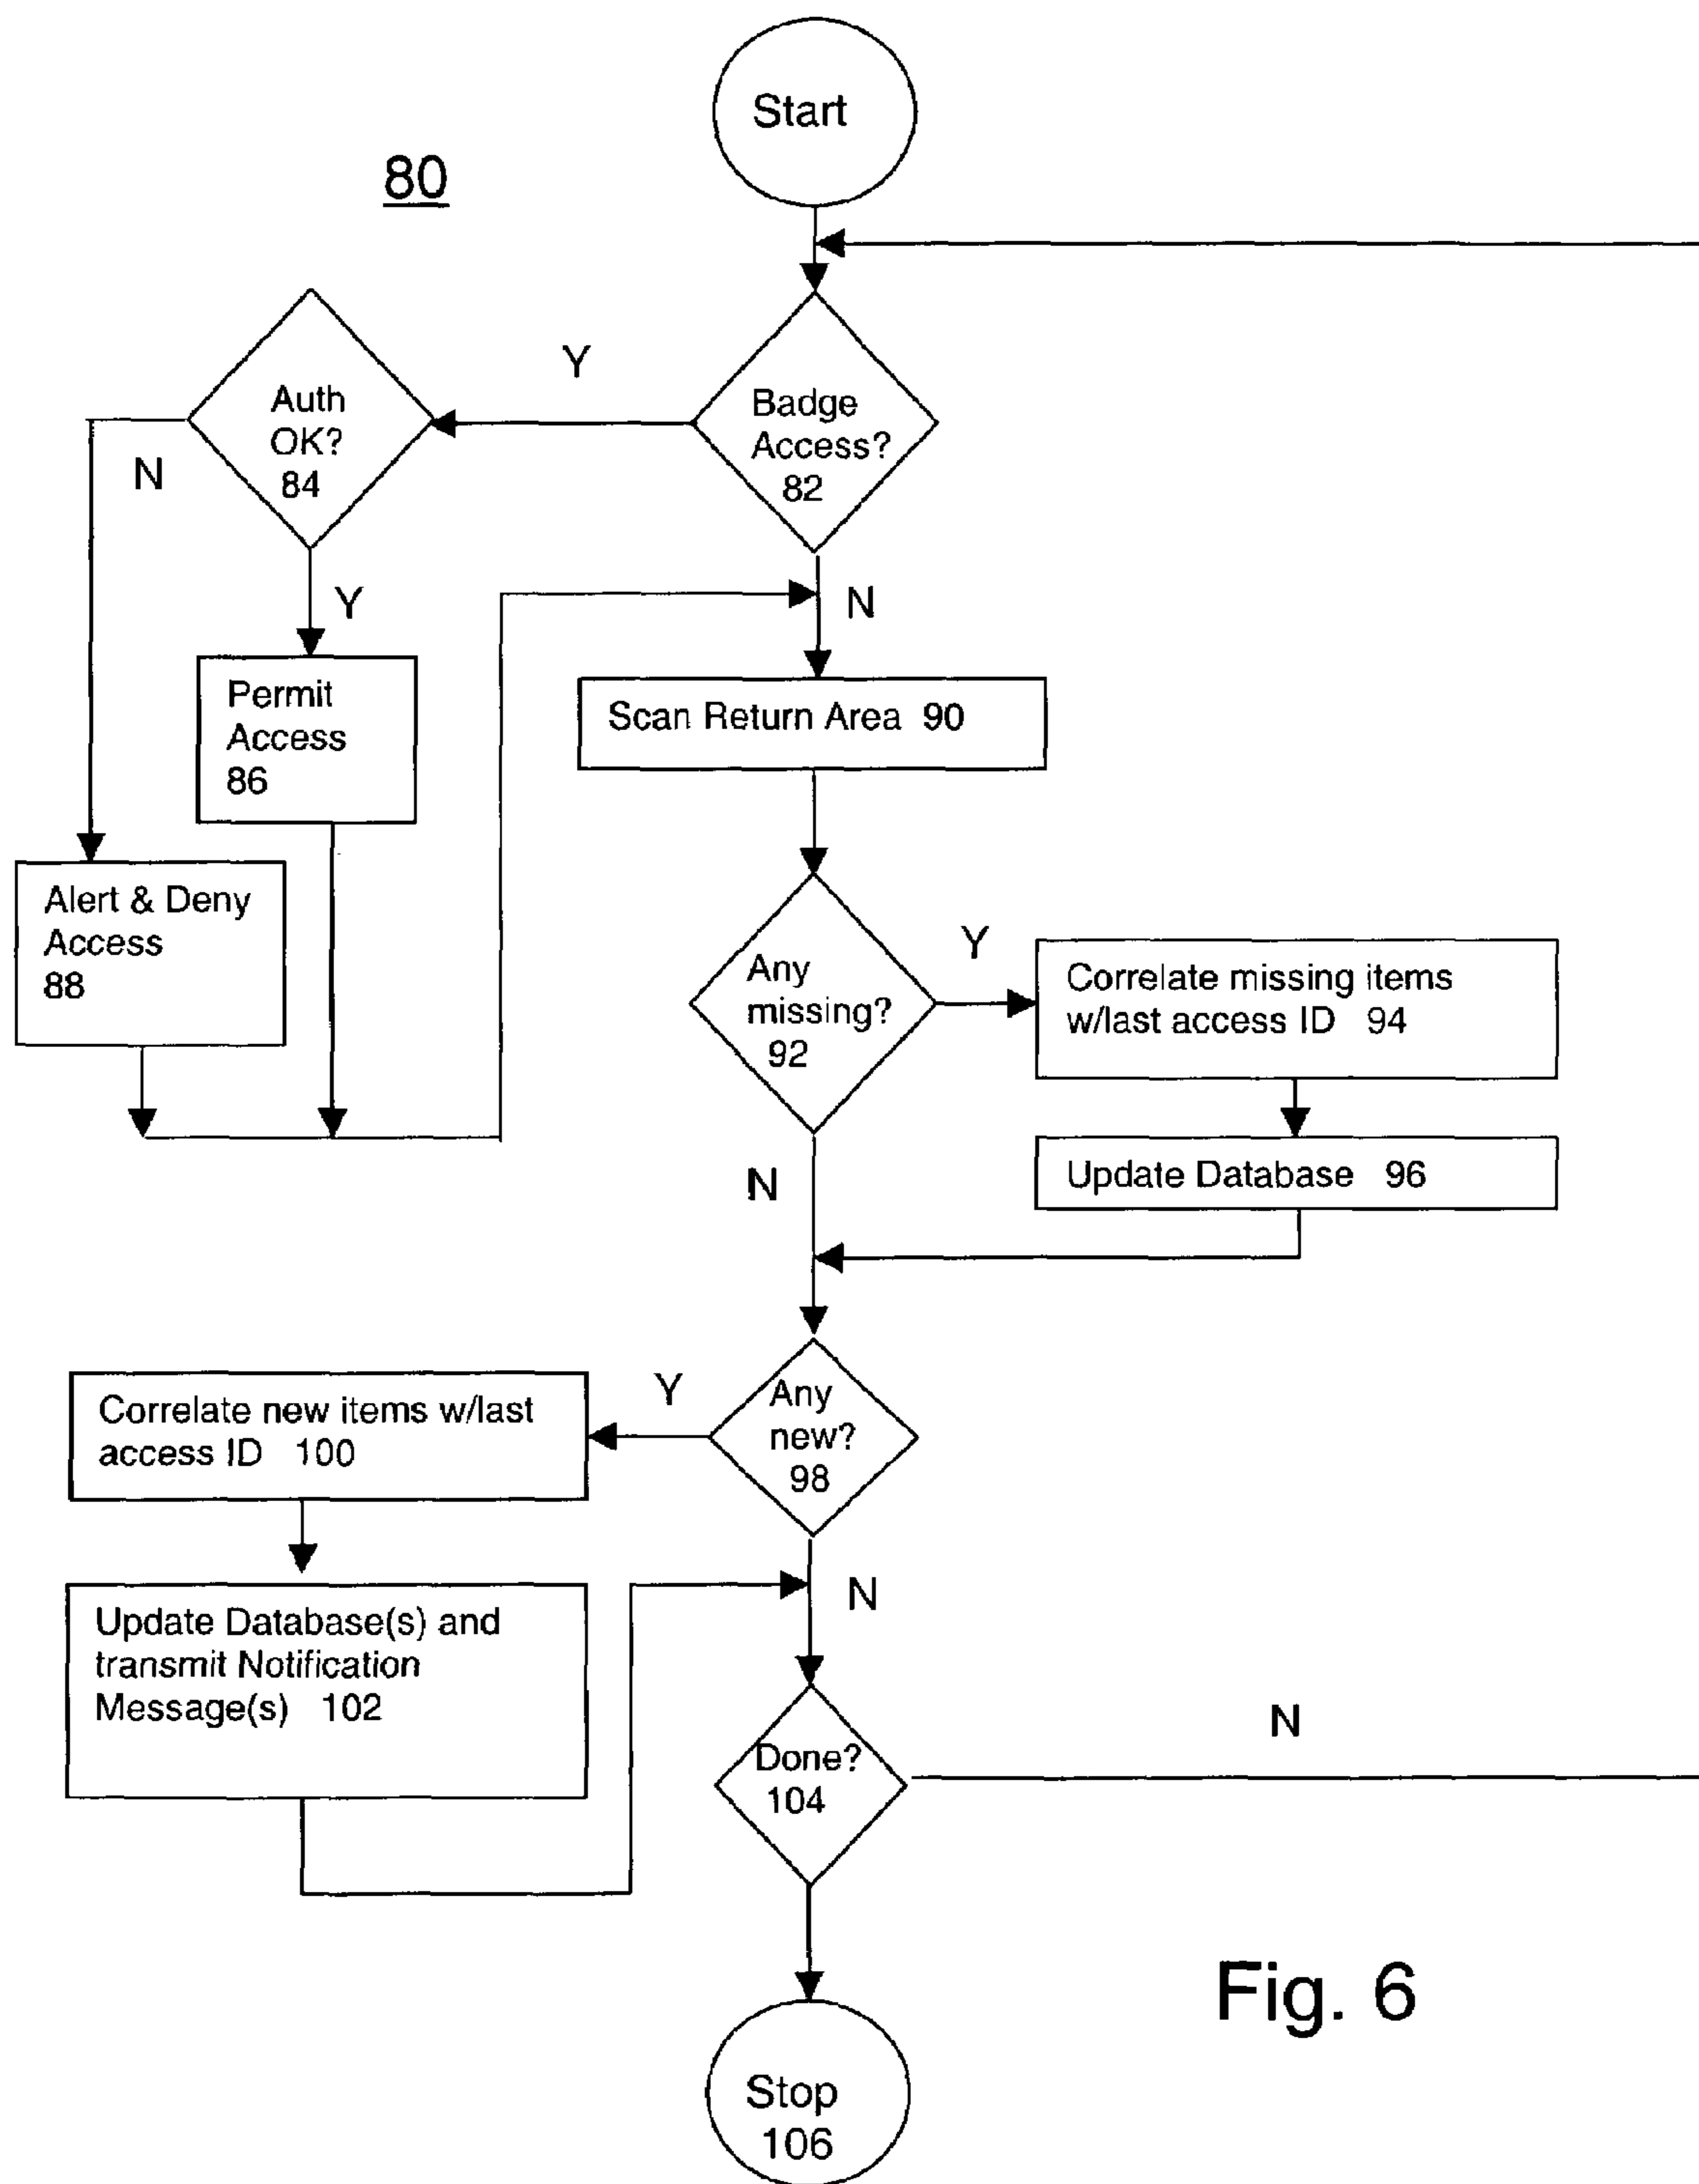 Start
80
Y
Auth
OK?
84
Badge
Access?
82
N
Y
N
Permit
Access
86
Scan Return Area 90
Alert & Deny
Access
88
Any
missing?
92
Y
Correlate missing items
w/last access ID 94
N
Update Database 96
Any
new?
98
Y
Correlate new items w/last
access ID 100
N
Update Database(s) and
transmit Notification
Message(s) 102
Done?
104
N
Stop
106
Fig. 6